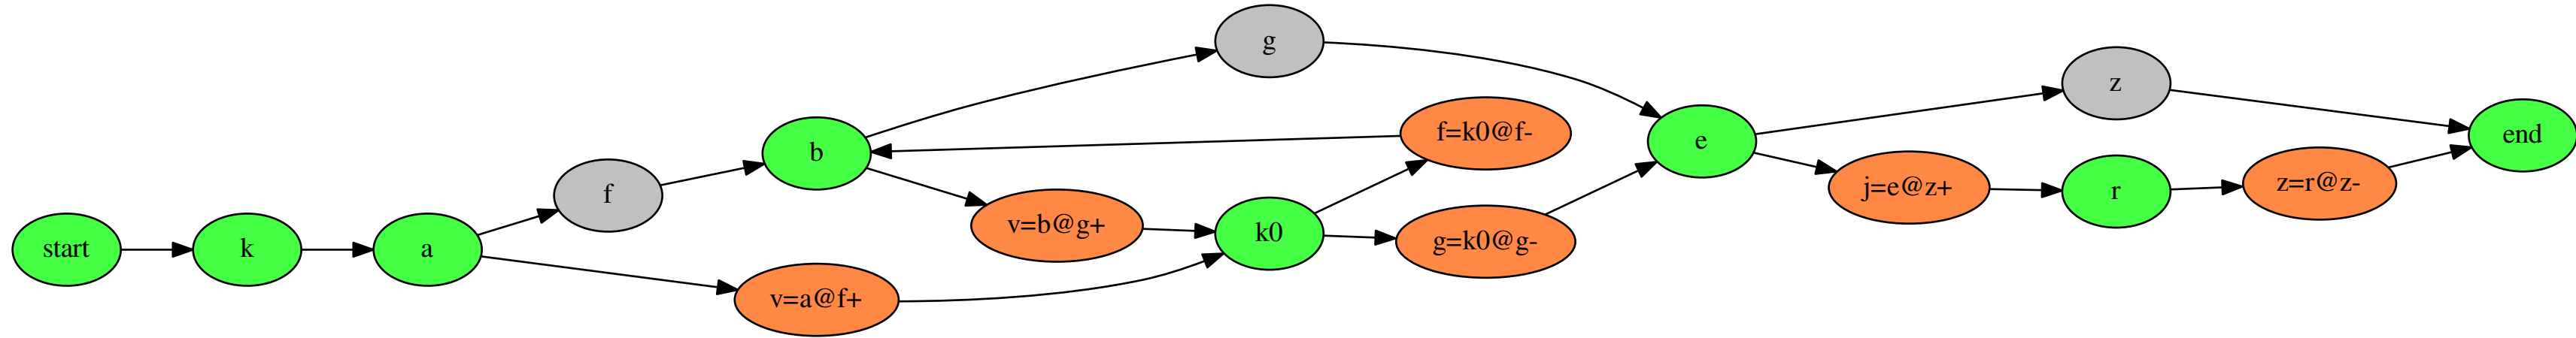 start
k
a
f
v=a@f+
b
v=b@g+
g
k0
f=k0@f-
g=k0@g-
e
j=e@z+
z
r
z=r@z-
end